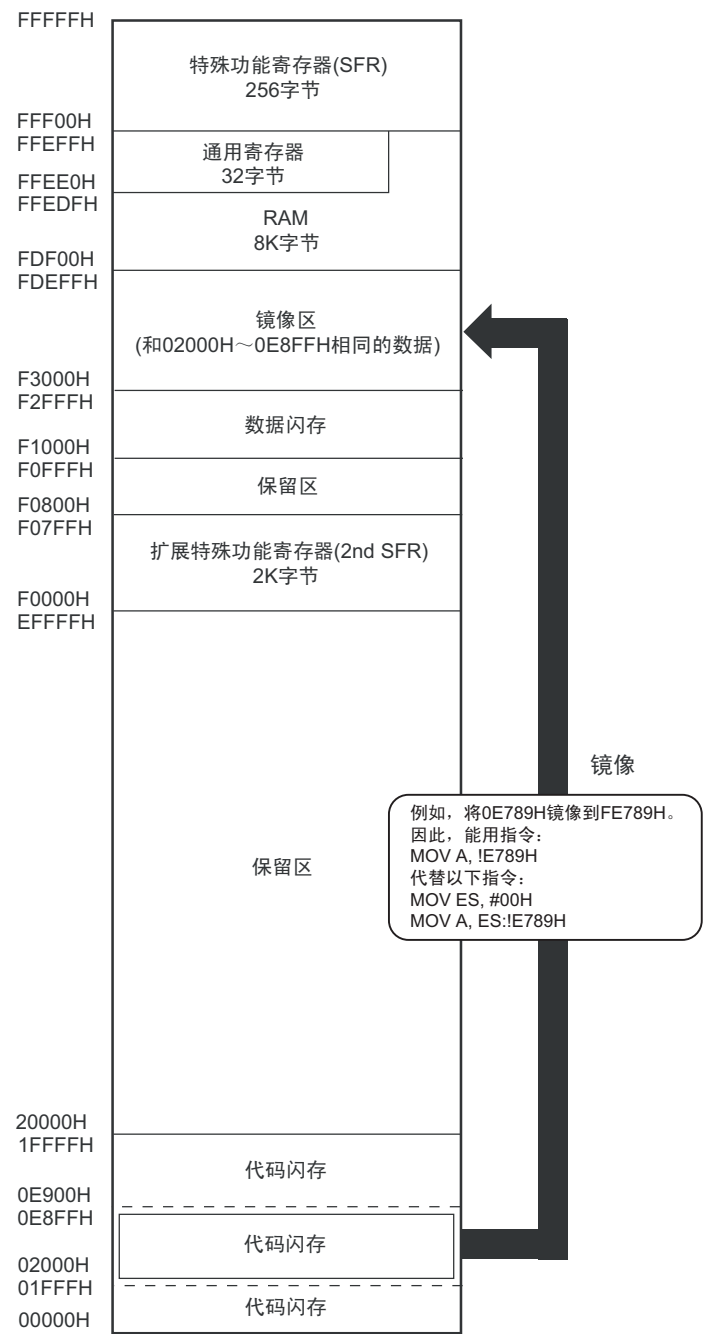 FFFFFH
特殊功能寄存器(SFR)
256字节
FFF00H
FFEFFH
通用寄存器
32字节
FFEE0H
FFEDFH
RAM
8K字节
FDF00H
FDEFFH
镜像区
(和02000H～0E8FFH相同的数据)
F3000H
F2FFFH
数据闪存
F1000H
F0FFFH
保留区
F0800H
F07FFH
扩展特殊功能寄存器(2nd SFR)
2K字节
F0000H
EFFFFH
镜像
例如，将0E789H镜像到FE789H。
因此，能用指令：
MOV A, !E789H
代替以下指令：
MOV ES, #00H
MOV A, ES:!E789H
保留区
20000H
1FFFFH
代码闪存
0E900H
0E8FFH
代码闪存
02000H
01FFFH
代码闪存
00000H